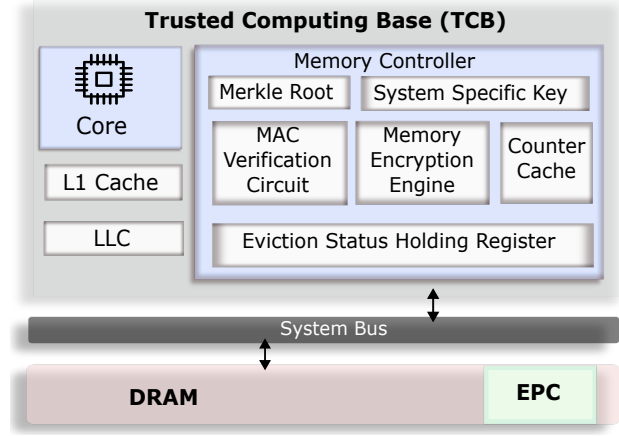 Trusted Computing Base (TCB)
Core
L1 Cache
LLC
Memory Controller
Merkle Root
System Specific Key
MAC
Verification
Circuit
Memory
Encryption
Engine
Counter
Cache
Eviction Status Holding Register
System Bus
DRAM
EPC